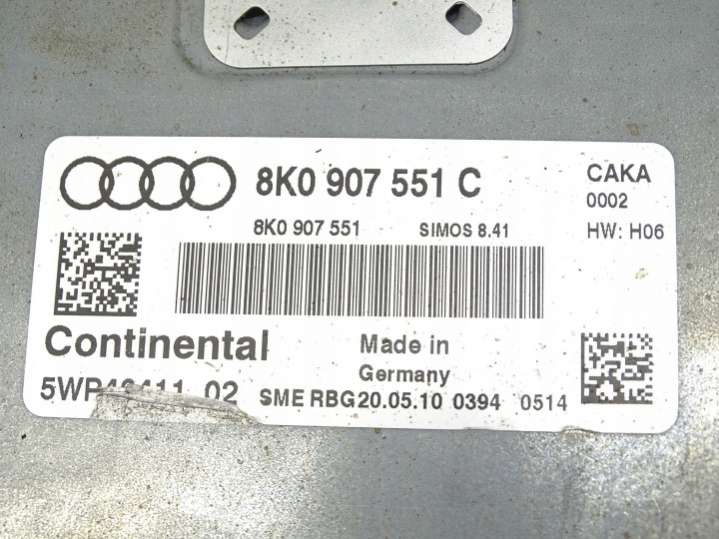 8K0 907 551 C
CAKA
0002
8K0 907 551 SIMOS 8.41 HW: H06
Continental
Made in
Germany
02 SME RBG20.05.10 0394 0514